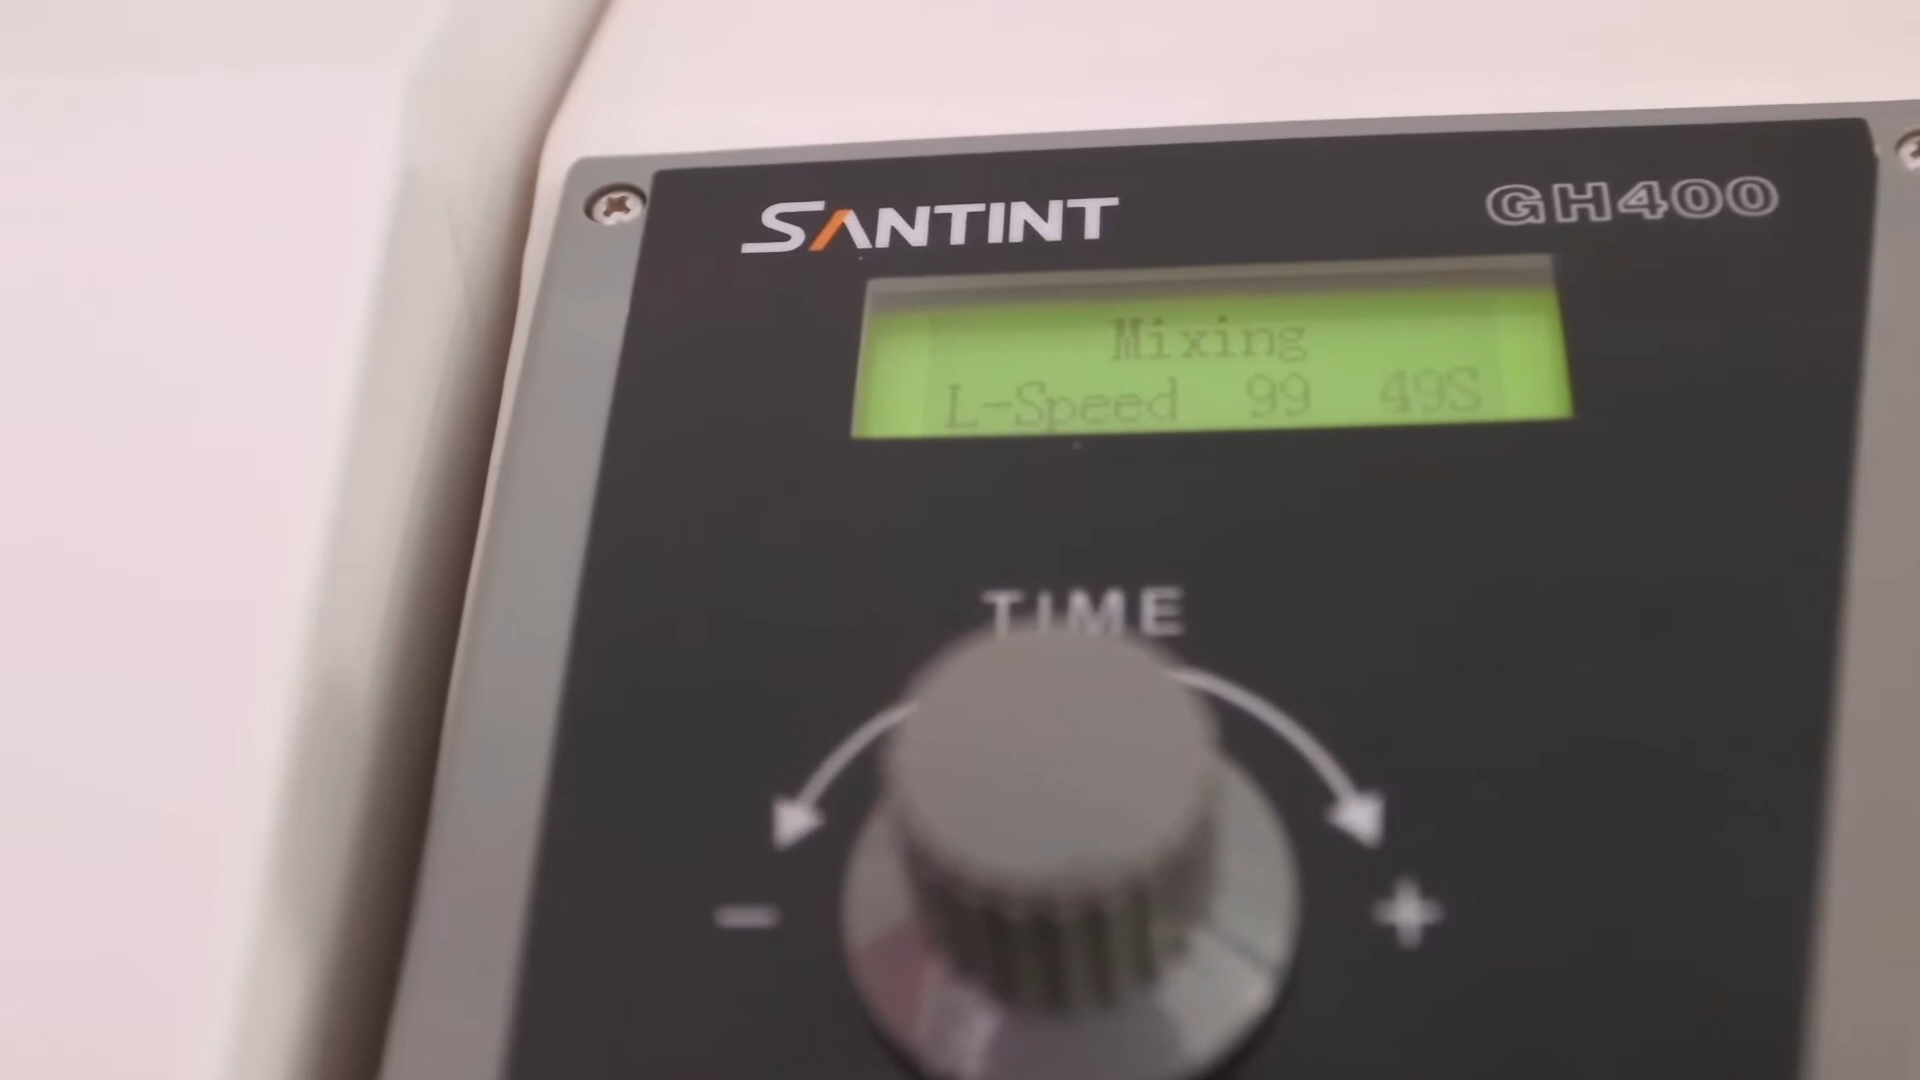 SANTINT GH400
Mixing
L-Speed 99 49S
TIME
- +